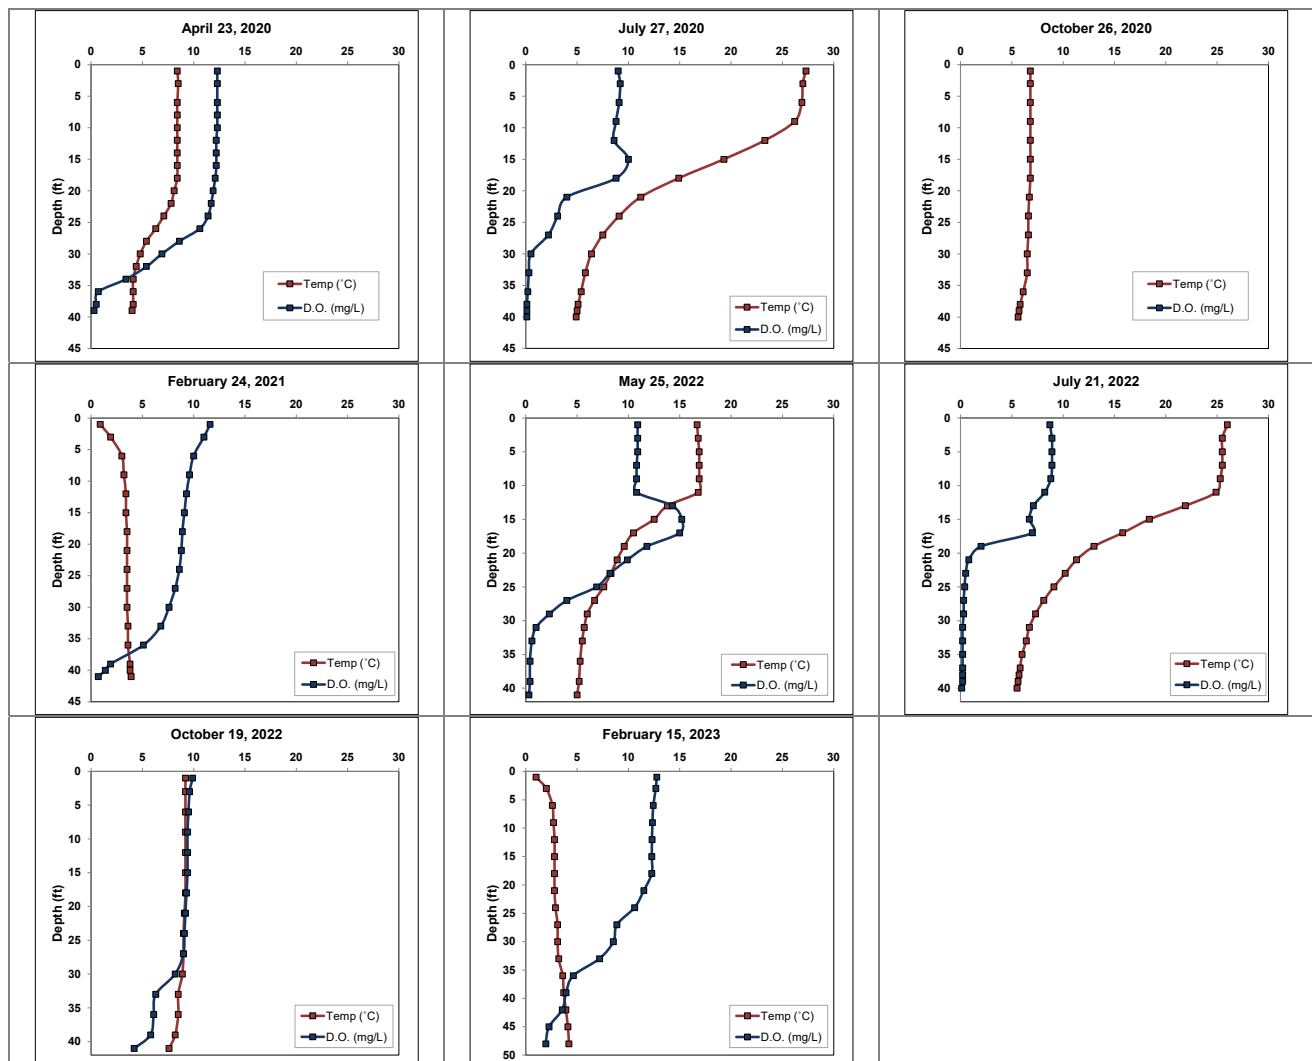 April 23, 2020
0 5 10 15 20 25 30
0
5
10
15
20
25
30
35
40
45
Depth (ft)
Temp (˚C)
D.O. (mg/L)
July 27, 2020
0 5 10 15 20 25 30
0
5
10
15
20
25
30
35
40
45
Depth (ft)
Temp (˚C)
D.O. (mg/L)
October 26, 2020
0 5 10 15 20 25 30
0
5
10
15
20
25
30
35
40
45
Depth (ft)
February 24, 2021
0 5 10 15 20 25 30
0
5
10
15
20
25
30
35
40
45
Depth (ft)
Temp (˚C)
D.O. (mg/L)
May 25, 2022
0 5 10 15 20 25 30
0
5
10
15
20
25
30
35
40
Depth (ft)
Temp (˚C)
D.O. (mg/L)
July 21, 2022
0 5 10 15 20 25 30
0
5
10
15
20
25
30
35
40
Depth (ft)
Temp (˚C)
D.O. (mg/L)
October 19, 2022
0 5 10 15 20 25 30
0
5
10
15
20
25
30
35
40
Depth (ft)
Temp (˚C)
D.O. (mg/L)
February 15, 2023
0 5 10 15 20 25 30
0
5
10
15
20
25
30
35
40
45
50
Depth (ft)
Temp (˚C)
D.O. (mg/L)